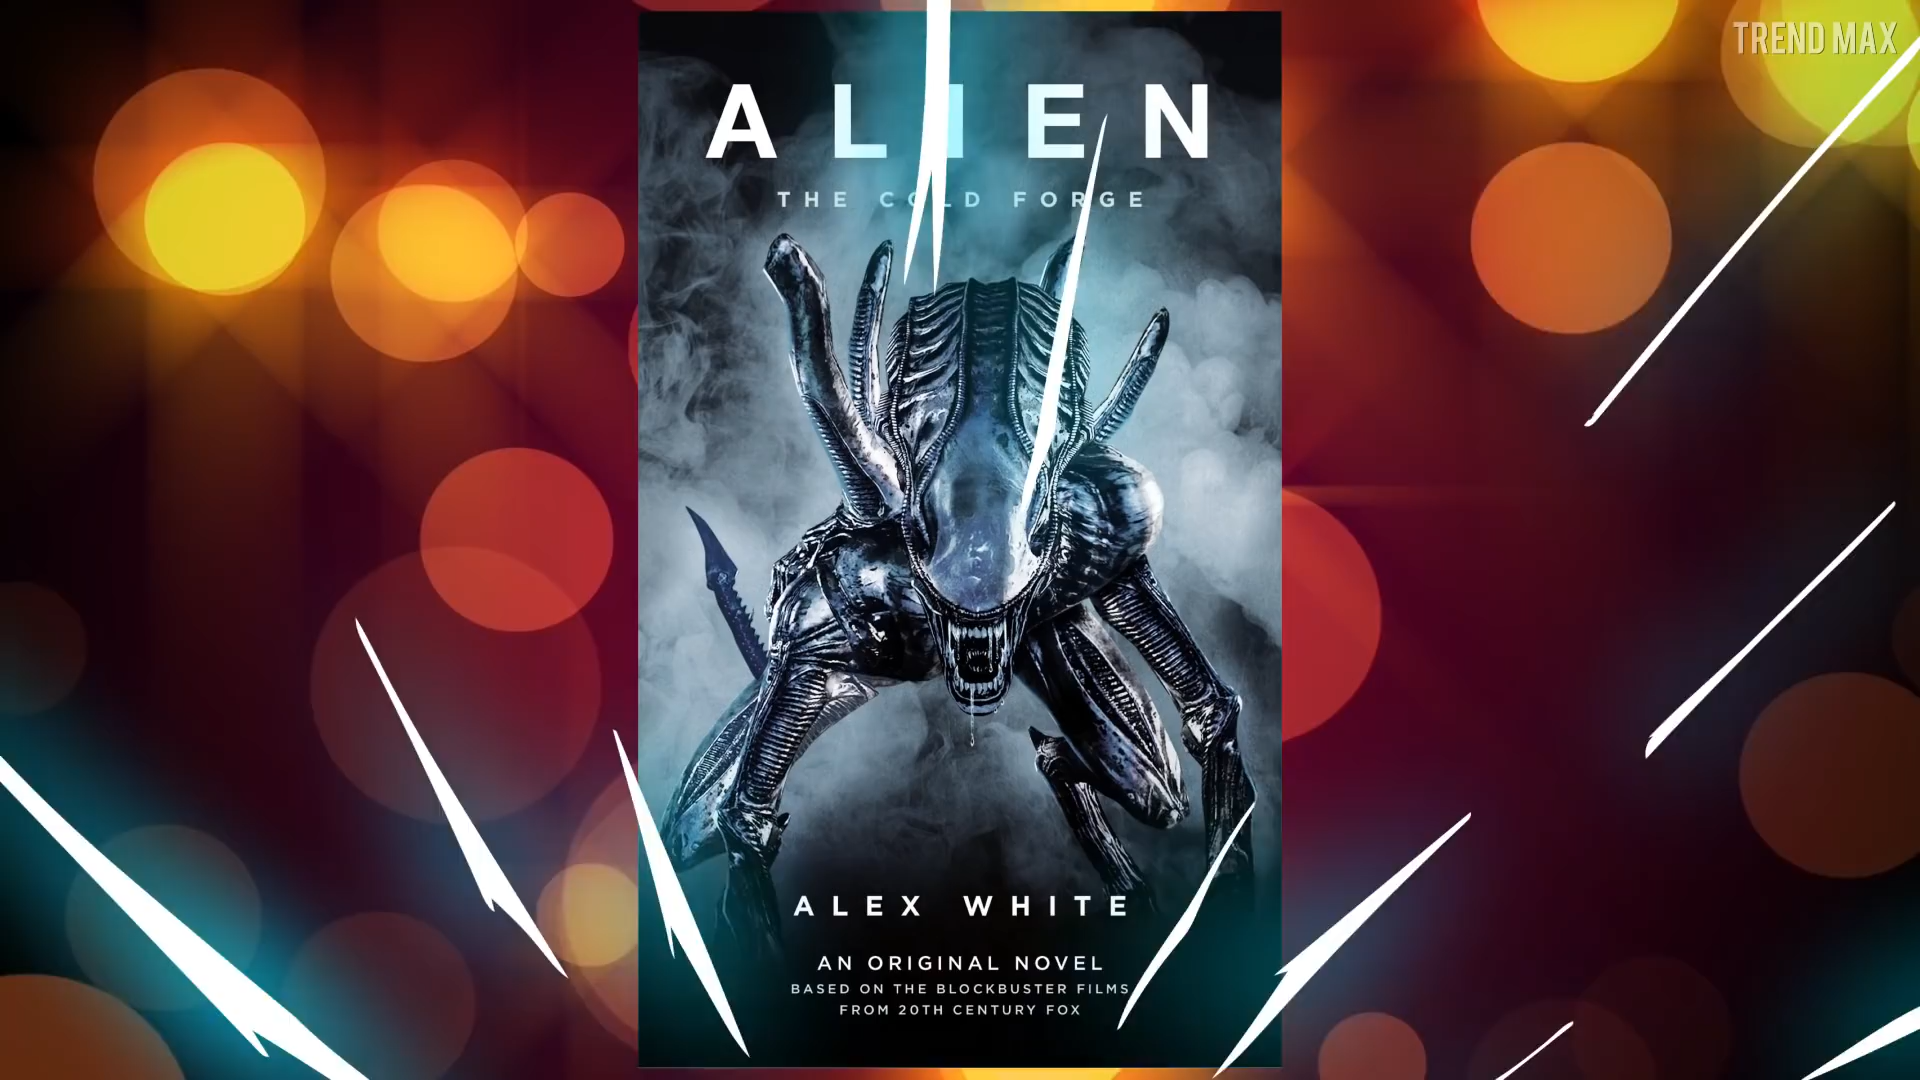 TREND MAX
ALIEN
THE COLD FORGE
ALEX WHITE
AN ORIGINAL NOVEL
BASED ON THE BLOCKBUSTER FILMS
FROM 20TH CENTURY FOX